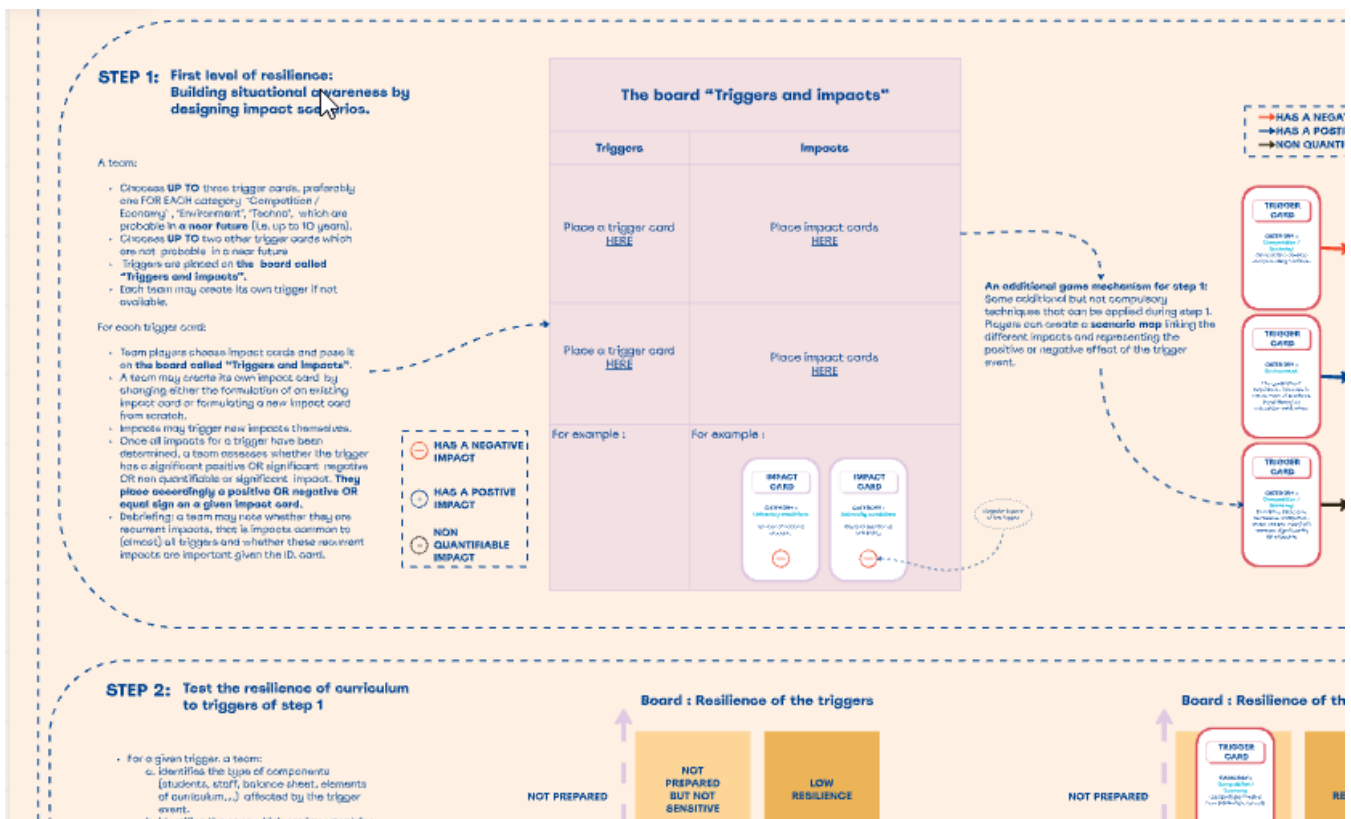 STEP 1:
First level of resilience:
Building situational awareness by
designing impact scenarios.
A team:
Chooses UP TO three trigger cards, preferably
one FOR EACH category "Competition /
Economy", "Environment", "Techno", which are
probable in a near future (i.e. up to 10 years).
Chooses UP TO two other trigger cards which
are not probable in a near future
Triggers are placed on the board called
"Triggers and impacts".
Each team may create its own trigger if not
available.
For each trigger card:
Team players choose impact cards and pose it
on the board called "Triggers and Impacts".
A team may create its own impact card by
changing either the formulation of an existing
impact card or formulating a new impact card
from scratch.
Impacts may trigger new impacts themselves.
Once all impacts for a trigger have been
determined, a team assesses whether the trigger
has a significant positive OR significant negative
OR non quantifiable or significant impact. They
place accordingly a positive OR negative OR
equal sign on a given impact card.
Debriefing: a team may note whether they are
recurrent impacts, that is impacts common to
(almost) all triggers and whether these recurrent
impacts are important given the ID. card.
HAS A NEGATIVE
IMPACT
HAS A POSTIVE
IMPACT
NON
QUANTIFIABLE
IMPACT
The board "Triggers and impacts"
Triggers
Impacts
Place a trigger card
HERE
Place impact cards
HERE
Place a trigger card
HERE
Place impact cards
HERE
For example :
For example :
IMPACT
CARD
CATEGORY :
IMPACT
CARD
CATEGORY :
An additional game mechanism for step 1:
Some additional but not compulsory
techniques that can be applied during step 1.
Players can create a scenario map linking the
different impacts and representing the
positive or negative effect of the trigger
event.
HAS A NEGAT
HAS A POSTI
NON QUANTIFI
TRIGGER
CARD
CATEGORY :
Competition /
Economy
TRIGGER
CARD
CATEGORY :
Environment
TRIGGER
CARD
CATEGORY :
Competition /
Economy
STEP 2:
Test the resilience of curriculum
to triggers of step 1
For a given trigger, a team:
a. identifies the type of components
(students, staff, balance sheet, elements
of curriculum...) affected by the trigger
event.
Board : Resilience of the triggers
NOT PREPARED
NOT
PREPARED
BUT NOT
SENSITIVE
LOW
RESILIENCE
Board : Resilience of th
NOT PREPARED
TRIGGER
CARD
CATEGORY :
Competition /
Economy
RE